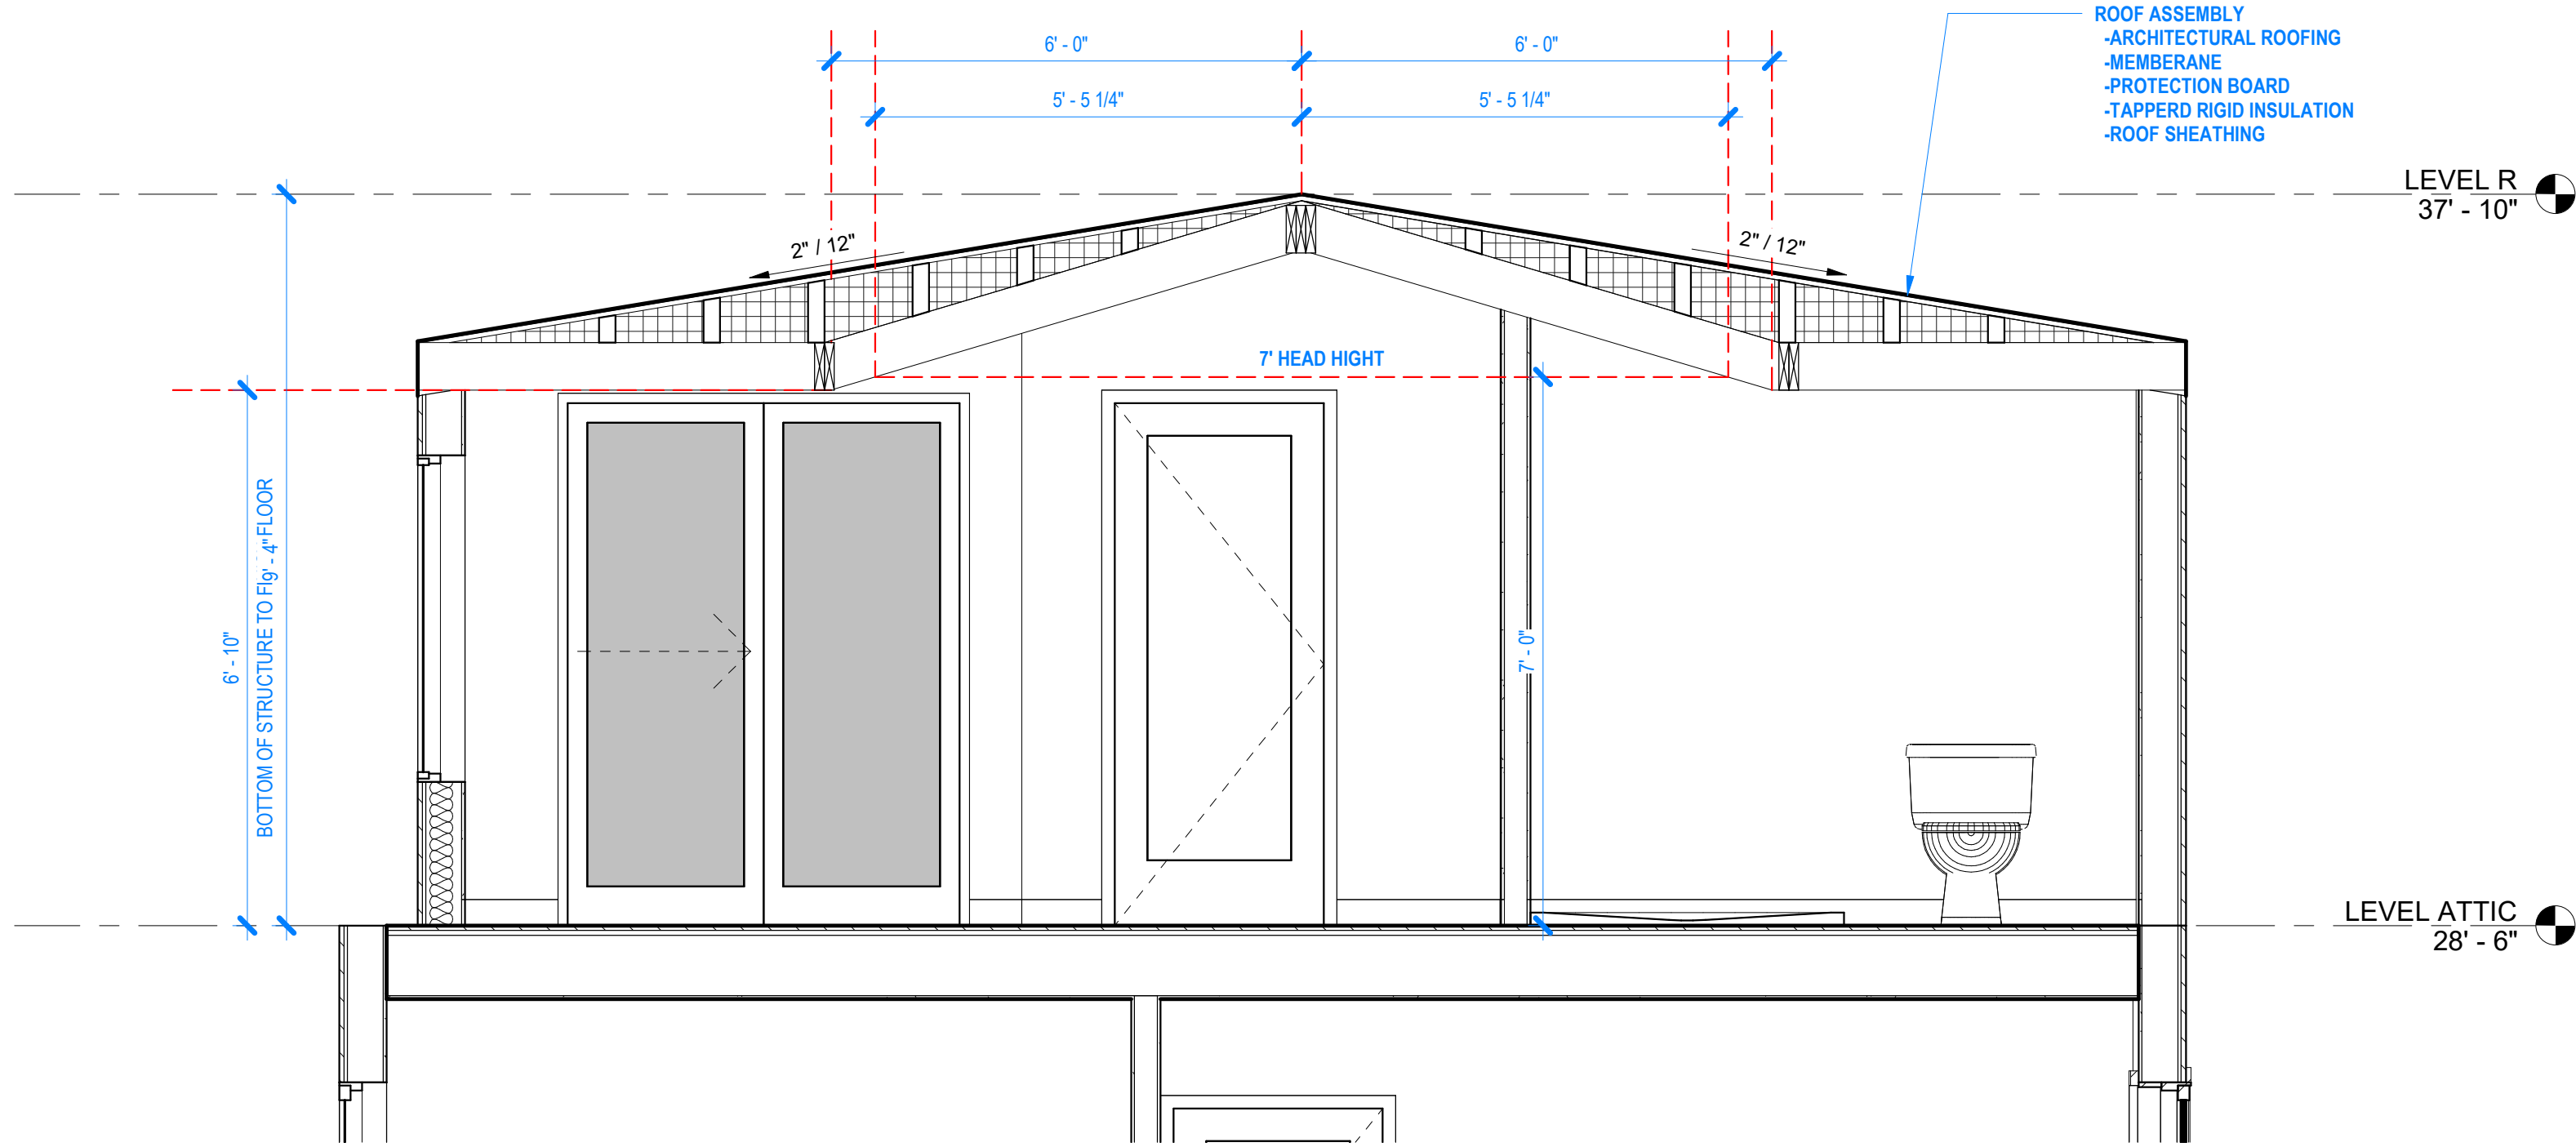 ROOF ASSEMBLY
-ARCHITECTURAL ROOFING
-MEMBERANE
-PROTECTION BOARD
-TAPPERD RIGID INSULATION
-ROOF SHEATHING
6' - 0"
6' - 0"
5' - 5 1/4"
5' - 5 1/4"
LEVEL R
37' - 10"
2" / 12"
2" / 12"
7' HEAD HIGHT
6' - 10"
BOTTOM OF STRUCTURE TO FLOOR
9' - 4"
7' - 0"
LEVEL ATTIC
28' - 6"